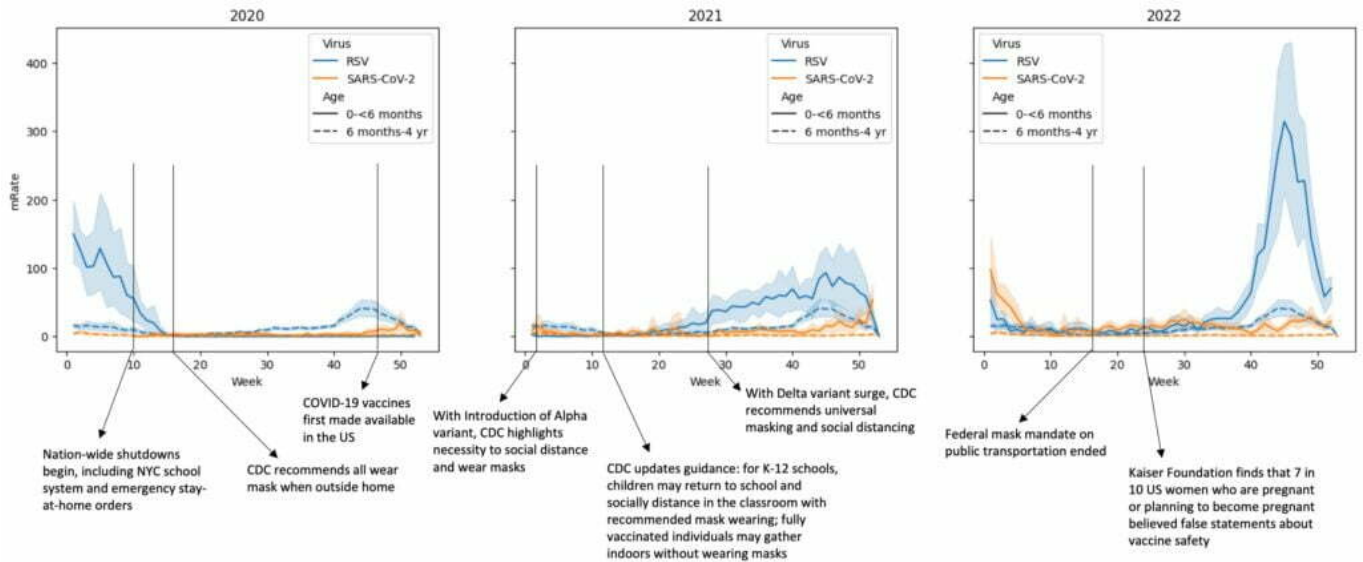 2020
2021
2022
Virus
RSV
SARS-CoV-2
Age
0-<6 months
6 months-4 yr
Virus
RSV
SARS-CoV-2
Age
0-<6 months
6 months-4 yr
Virus
RSV
SARS-CoV-2
Age
0-<6 months
6 months-4 yr
400
300
200
100
0
mRate
0 10 20 30 40 50
Week
0 10 20 30 40 50
Week
0 10 20 30 40 50
Week
Nation-wide shutdowns
begin, including NYC school
system and emergency stay-
at-home orders
CDC recommends all wear
mask when outside home
COVID-19 vaccines
first made available
in the US
With Introduction of Alpha
variant, CDC highlights
necessity to social distance
and wear masks
CDC updates guidance: for K-12 schools,
children may return to school and
socially distance in the classroom with
recommended mask wearing; fully
vaccinated individuals may gather
indoors without wearing masks
With Delta variant surge, CDC
recommends universal
masking and social distancing
Federal mask mandate on
public transportation ended
Kaiser Foundation finds that 7 in
10 US women who are pregnant
or planning to become pregnant
believed false statements about
vaccine safety